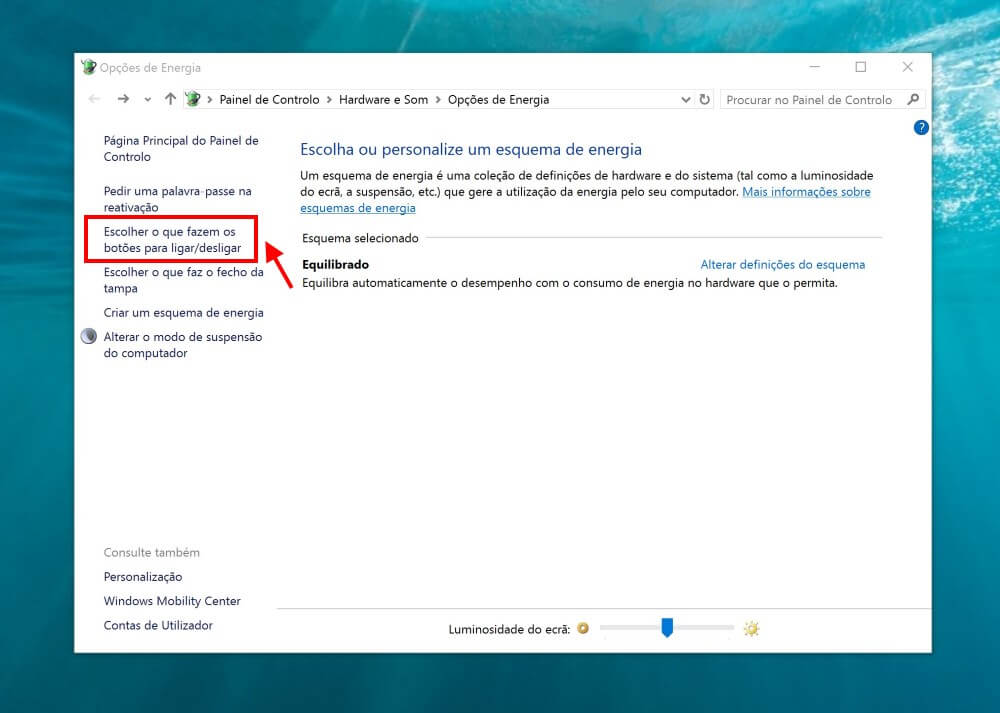 Opções de Energia
Painel de Controlo > Hardware e Som > Opções de Energia
Procurar no Painel de Controlo
?
Página Principal do Painel de
Controlo
Pedir uma palavra-passe na
reativação
Escolher o que fazem os
botões para ligar/desligar
Escolher o que faz o fecho da
tampa
Criar um esquema de energia
Alterar o modo de suspensão
do computador
Escolha ou personalize um esquema de energia
Um esquema de energia é uma coleção de definições de hardware e do sistema (tal como a luminosidade
do ecrã, a suspensão, etc.) que gere a utilização da energia pelo seu computador. Mais informações sobre
esquemas de energia
Esquema selecionado
Equilibrado
Alterar definições do esquema
Equilibra automaticamente o desempenho com o consumo de energia no hardware que o permita.
Consulte também
Personalização
Windows Mobility Center
Contas de Utilizador
Luminosidade do ecrã: